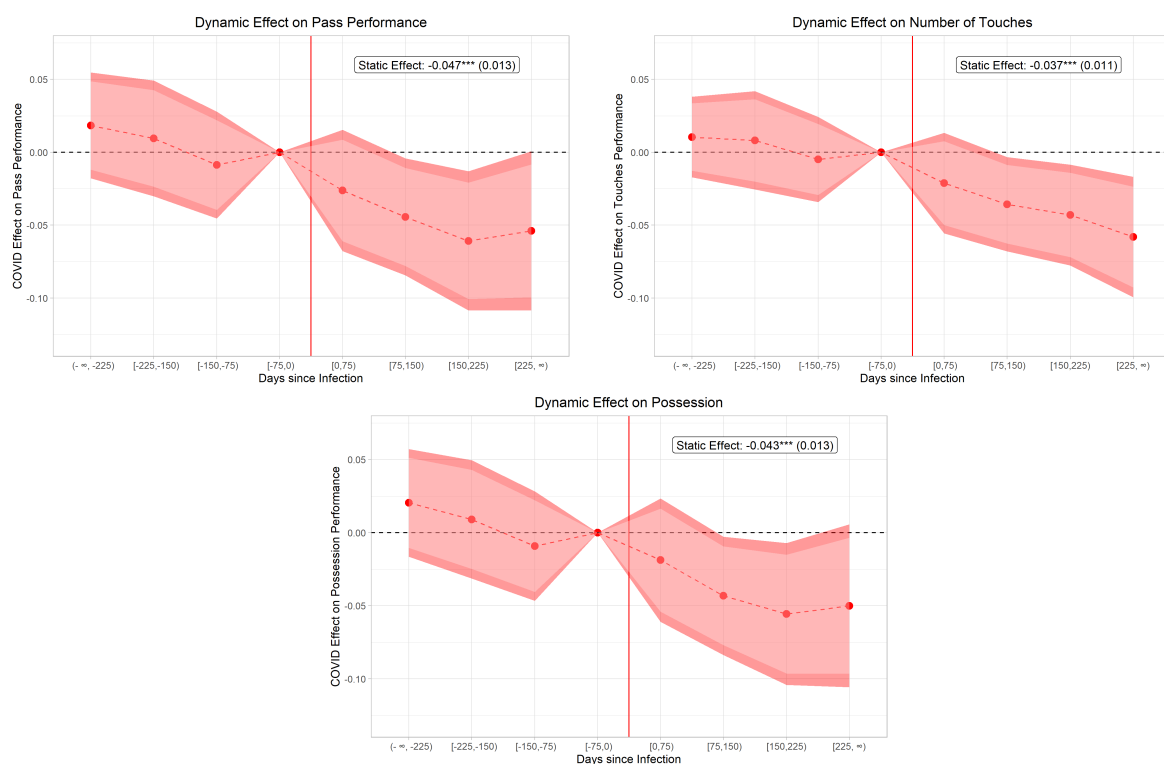 Dynamic Effect on Pass Performance
Static Effect: -0.047*** (0.013)
COVID Effect on Pass Performance
0.05
0.00
-0.05
-0.10
(- ∞, -225) [-225,-150) [-150,-75) [-75,0) [0,75) [75,150) [150,225) [225, ∞)
Days since Infection
Dynamic Effect on Number of Touches
Static Effect: -0.037*** (0.011)
COVID Effect on Touches Performance
0.05
0.00
-0.05
-0.10
(- ∞, -225) [-225,-150) [-150,-75) [-75,0) [0,75) [75,150) [150,225) [225, ∞)
Days since Infection
Dynamic Effect on Possession
Static Effect: -0.043*** (0.013)
COVID Effect on Possession Performance
0.05
0.00
-0.05
-0.10
(- ∞, -225) [-225,-150) [-150,-75) [-75,0) [0,75) [75,150) [150,225) [225, ∞)
Days since Infection